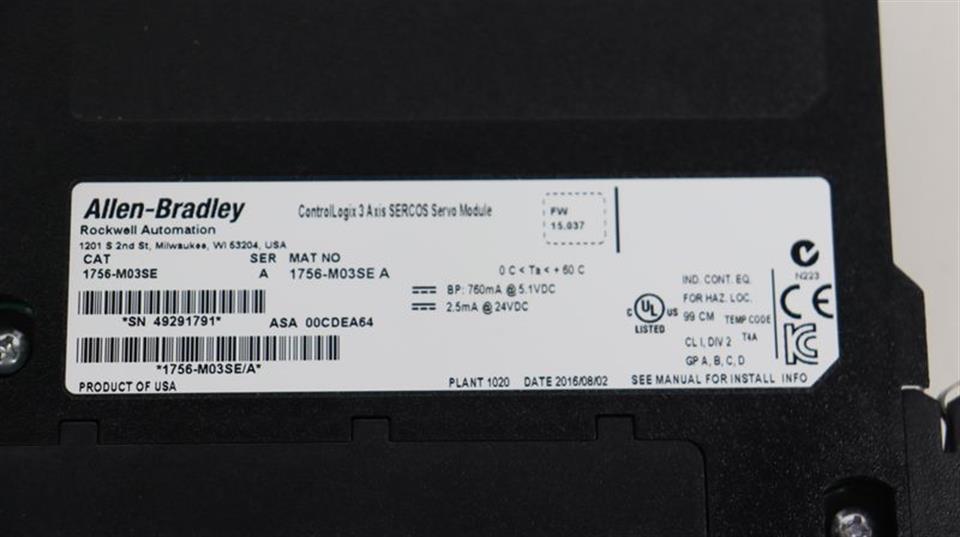 Allen-Bradley
ControlLogix 3 Axis SERCOS Servo Module
FW
15.037
Rockwell Automation
1201 S 2nd St, Milwaukee, WI 53204, USA
CAT SER MAT NO
1756-M03SE A 1756-M03SE A
0 C < Ta < + 60 C
BP: 760mA @ 5.1VDC
2.5mA @ 24VDC
*SN 49291791* ASA 00CDEA64
*1756-M03SE/A*
PRODUCT OF USA
PLANT 1020 DATE 2016/08/02
C UL US
LISTED
IND. CONT. EQ.
FOR HAZ. LOC.
99 CM TEMP CODE
CL I, DIV 2 T4A
GP A, B, C, D
N223
CE
KC
SEE MANUAL FOR INSTALL INFO